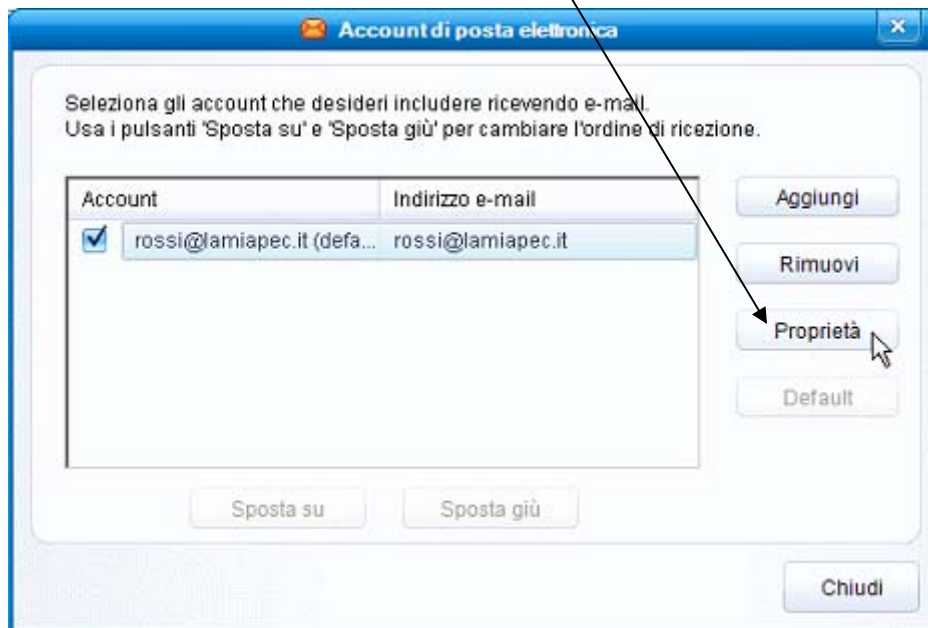 Account di posta elettronica
Seleziona gli account che desideri includere ricevendo e-mail.
Usa i pulsanti 'Sposta su' e 'Sposta giù' per cambiare l'ordine di ricezione.
Account Indirizzo e-mail
rossi@lamiapec.it (defa... rossi@lamiapec.it
Aggiungi
Rimuovi
Proprietà
Default
Sposta su Sposta giù
Chiudi